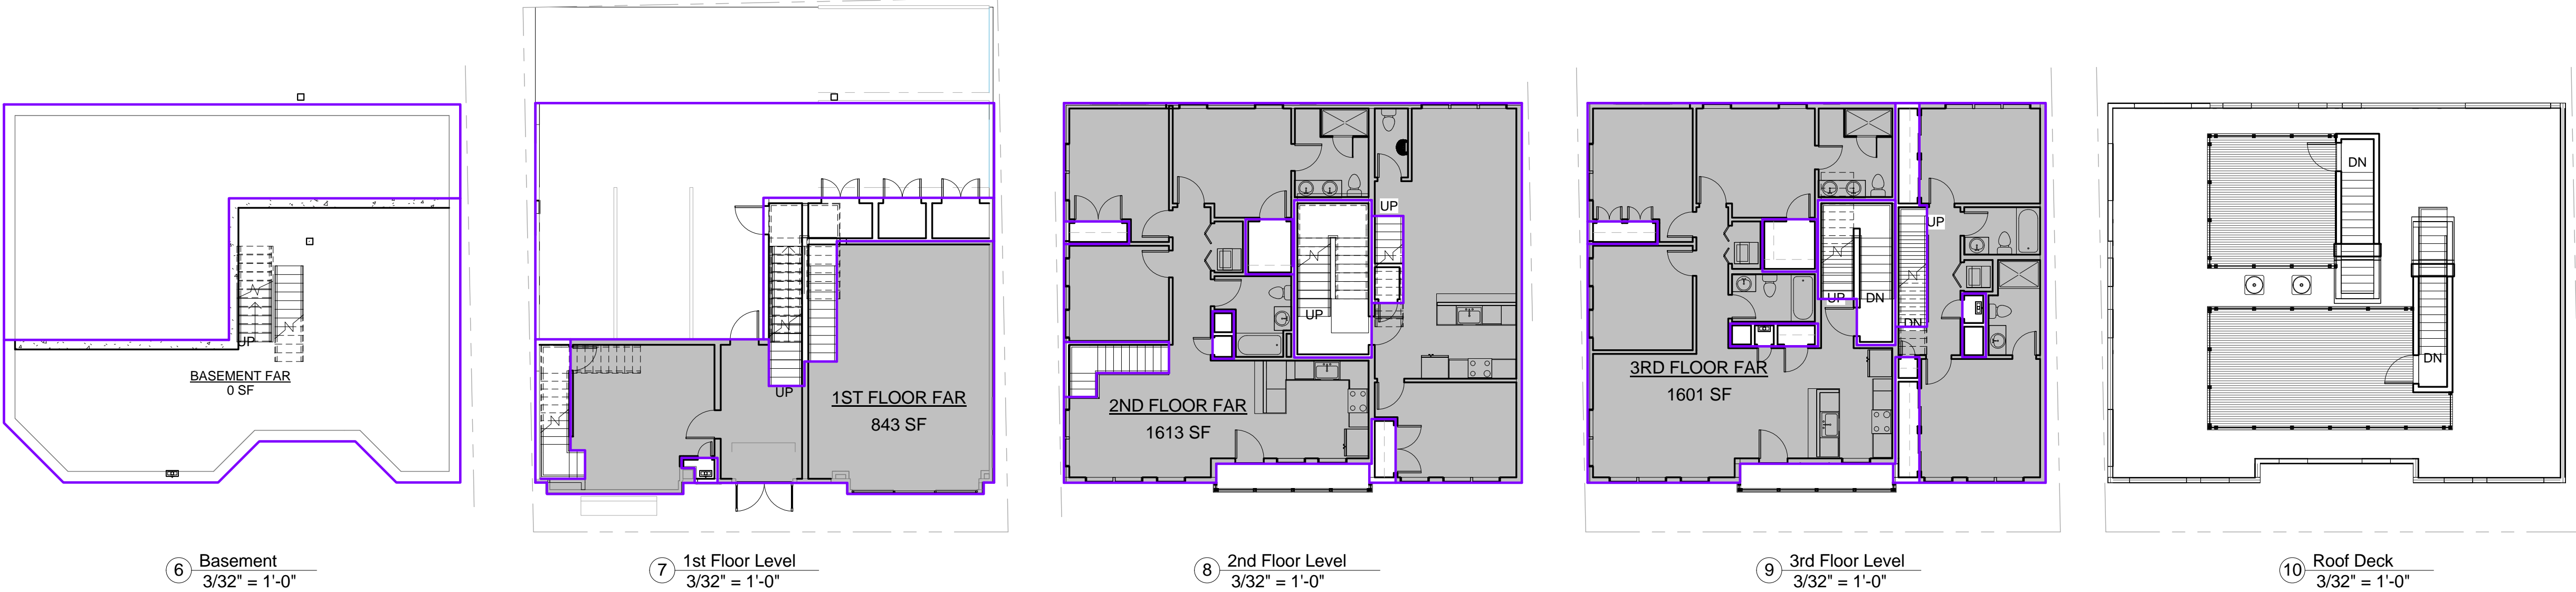 UP
BASEMENT FAR
0 SF
6 Basement
3/32" = 1'-0"
UP
1ST FLOOR FAR
843 SF
7 1st Floor Level
3/32" = 1'-0"
UP
UP
2ND FLOOR FAR
1613 SF
8 2nd Floor Level
3/32" = 1'-0"
UP
UP
DN
DN
3RD FLOOR FAR
1601 SF
9 3rd Floor Level
3/32" = 1'-0"
DN
DN
10 Roof Deck
3/32" = 1'-0"